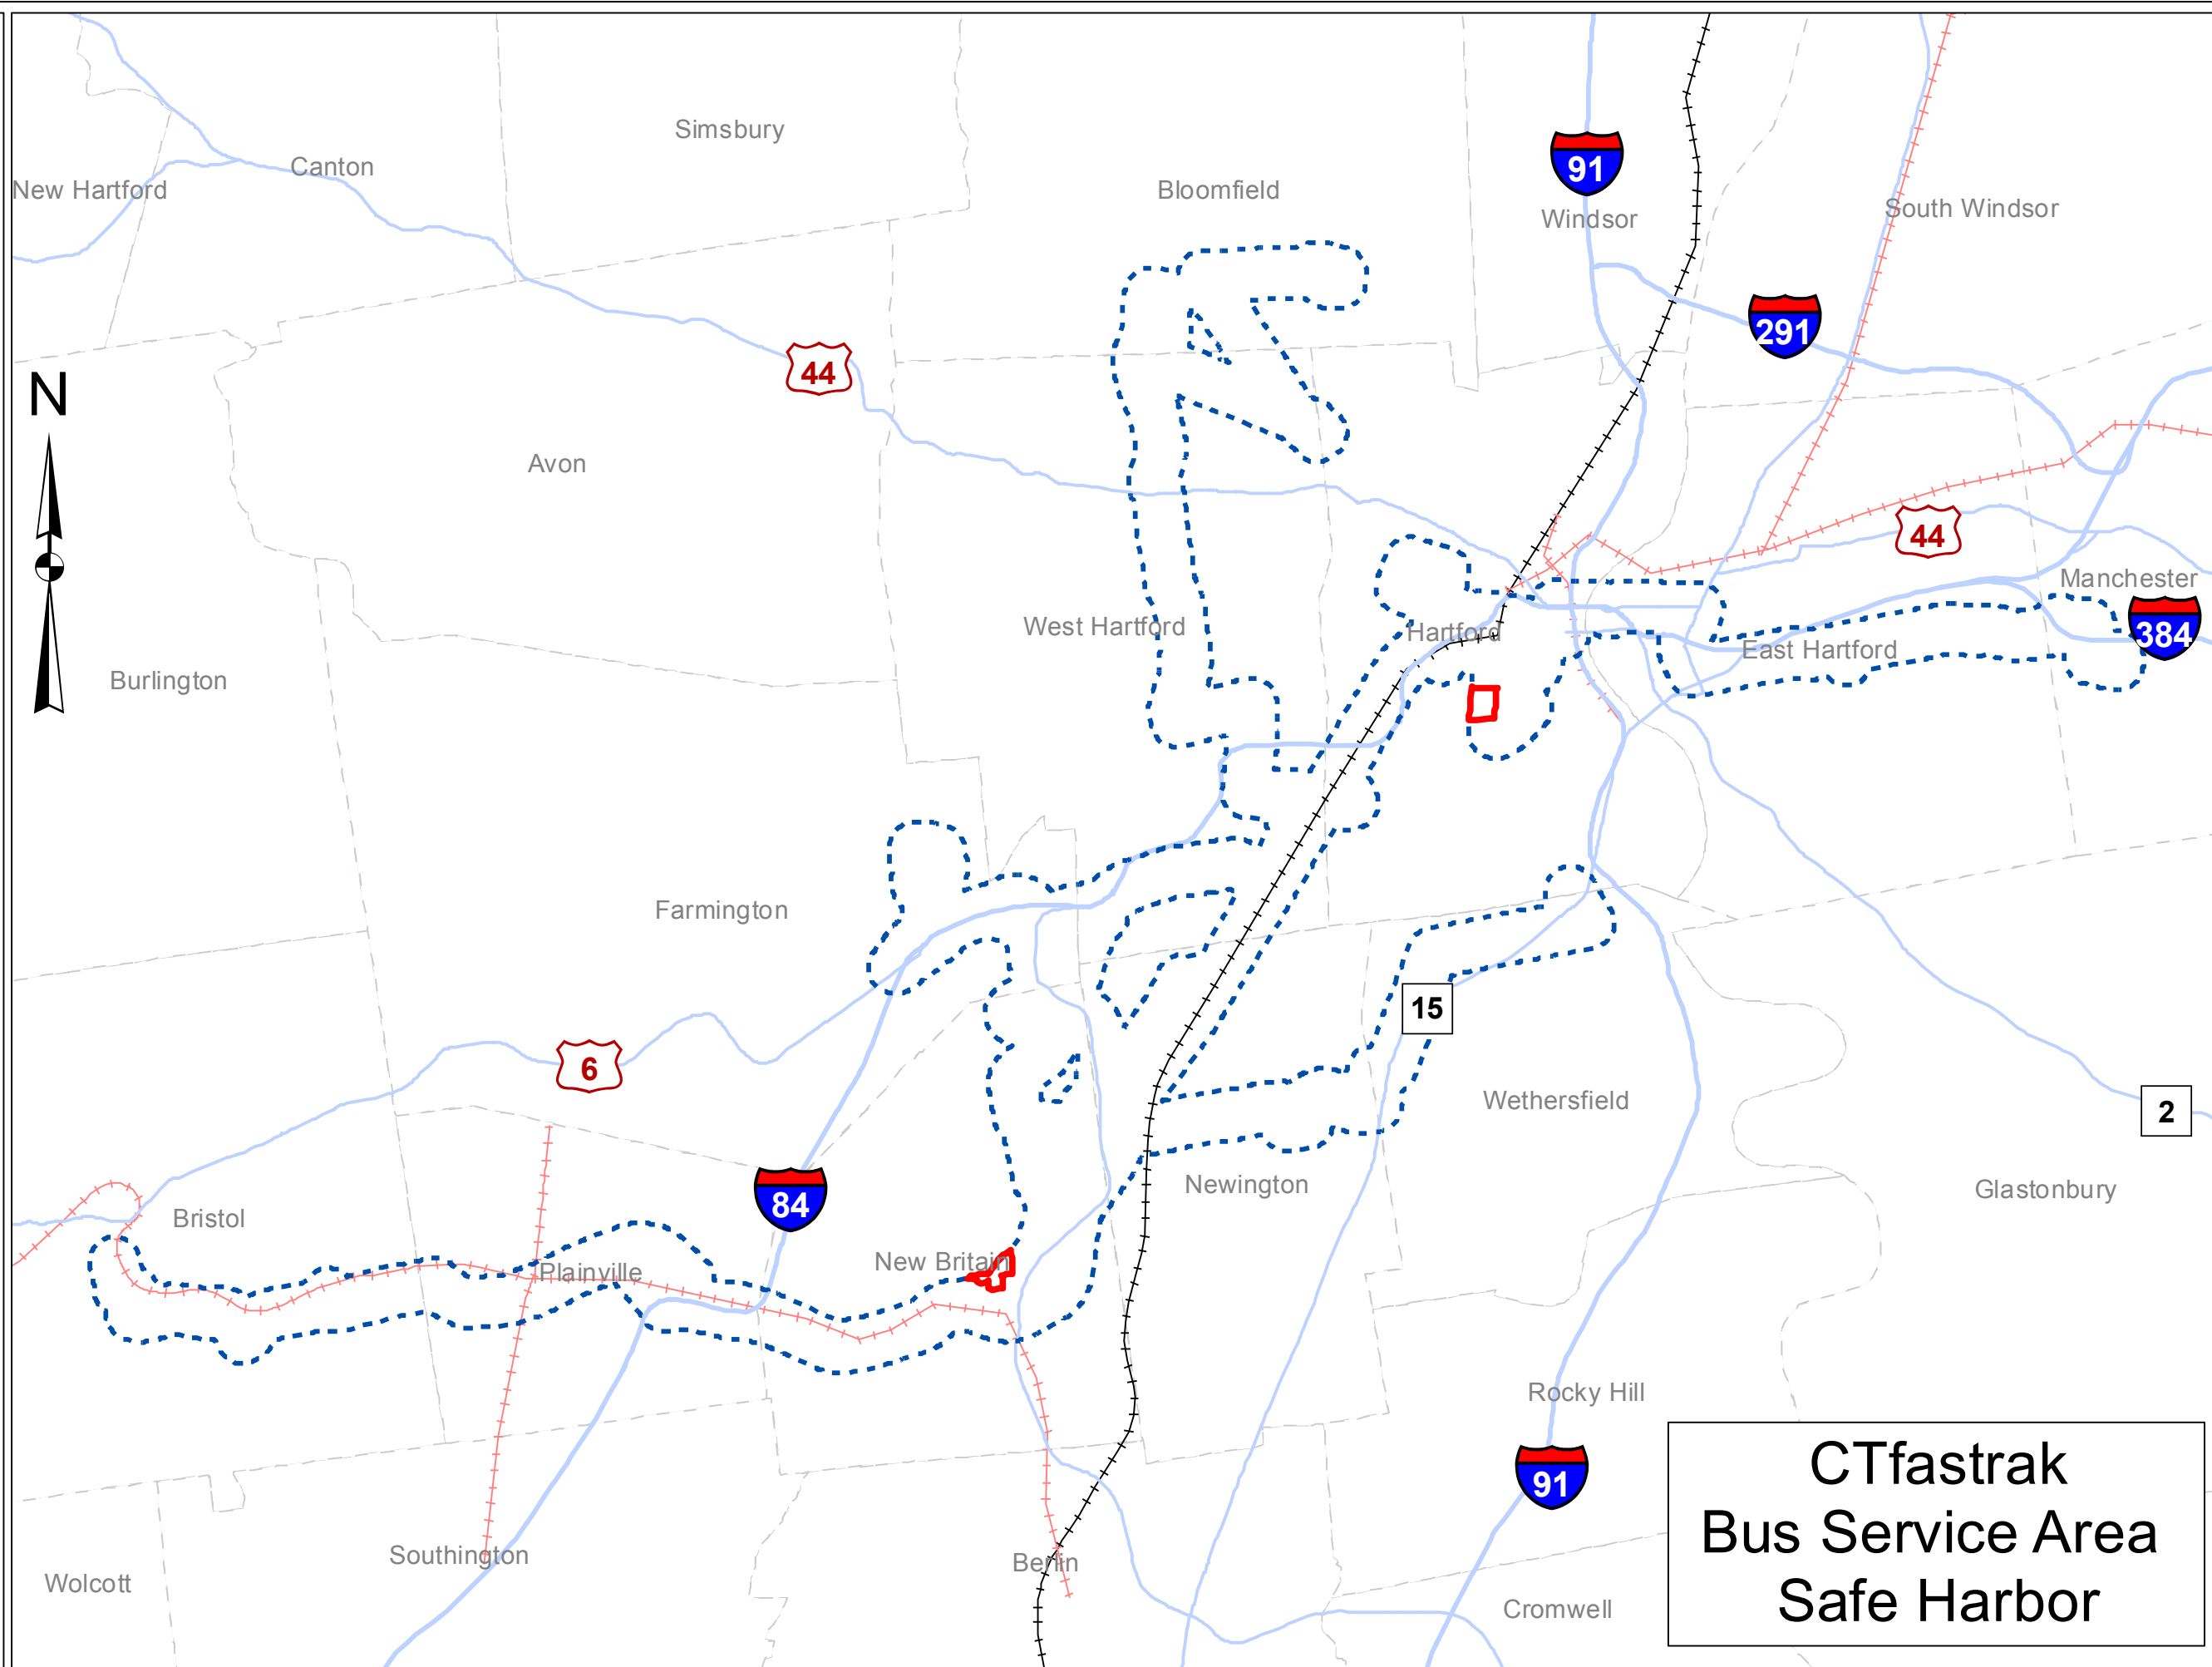 Simsbury
Canton
New Hartford
Bloomfield
91
Windsor
South Windsor
291
44
N
Avon
44
Manchester
West Hartford
Hartford
384
East Hartford
Burlington
Farmington
15
6
Wethersfield
2
84
Newington
Glastonbury
Bristol
New Britain
Plainville
Rocky Hill
91
Southington
Berlin
Wolcott
Cromwell
CTfastrak
Bus Service Area
Safe Harbor